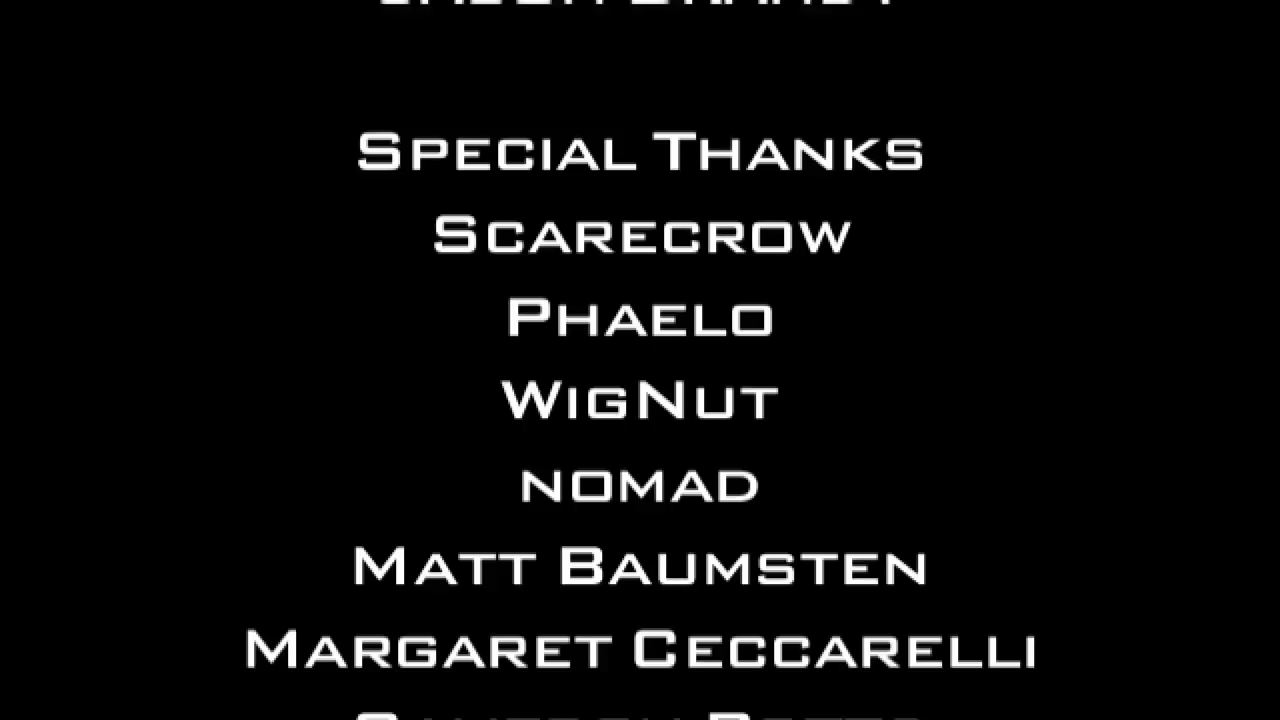 Special Thanks
Scarecrow
Phaelo
WigNut
nomad
Matt Baumsten
Margaret Ceccarelli